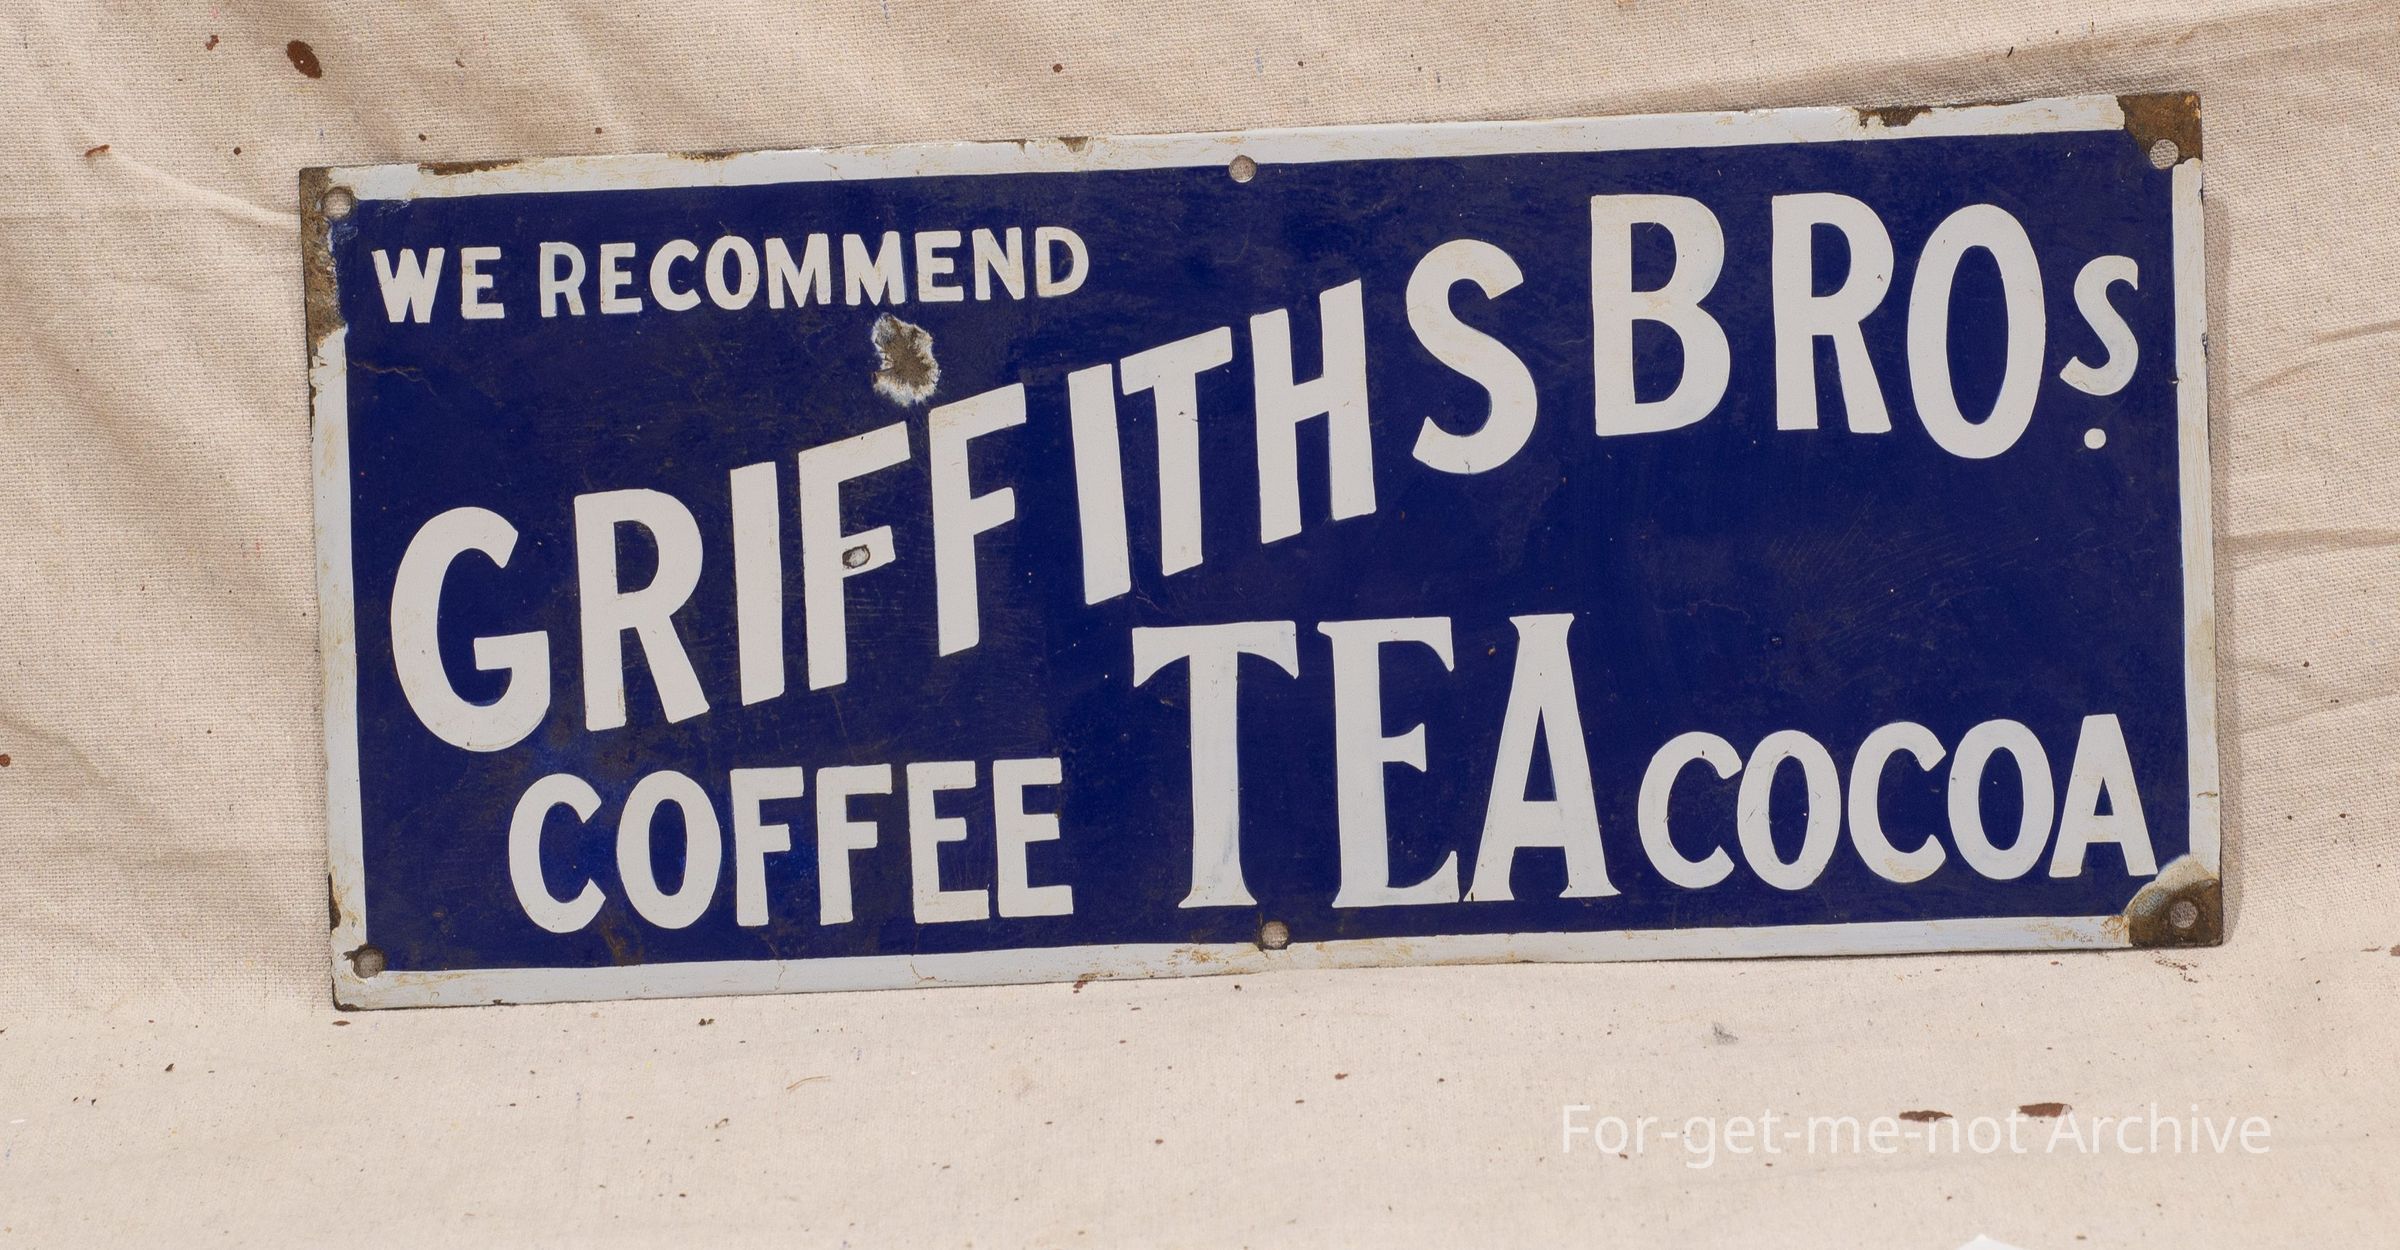 WE RECOMMEND
GRIFFITHS BROS.
COFFEE TEA COCOA
For-get-me-not Archive